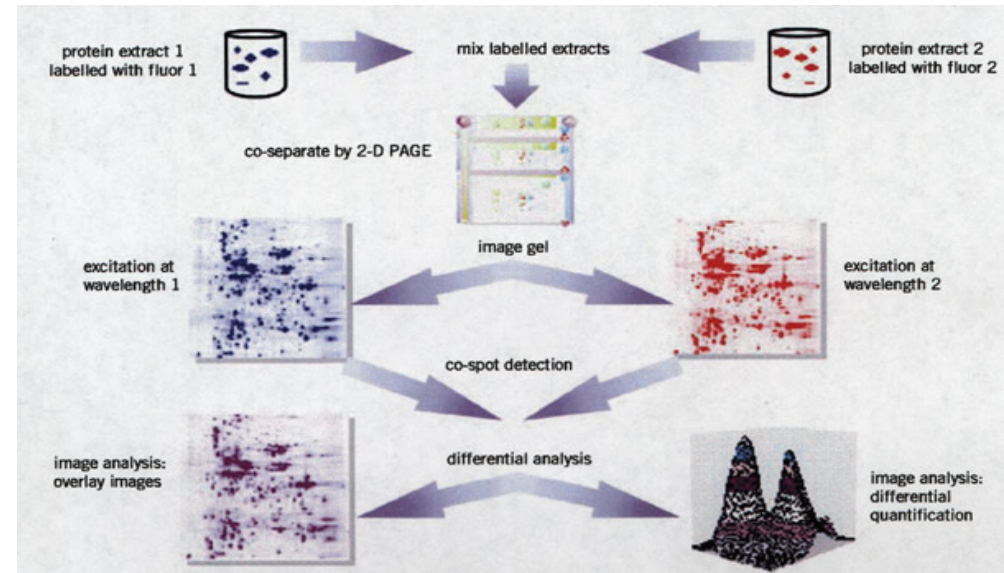 protein extract 1
labelled with fluor 1
mix labelled extracts
protein extract 2
labelled with fluor 2
co-separate by 2-D PAGE
image gel
excitation at
wavelength 1
excitation at
wavelength 2
co-spot detection
image analysis:
overlay images
differential analysis
image analysis:
differential
quantification